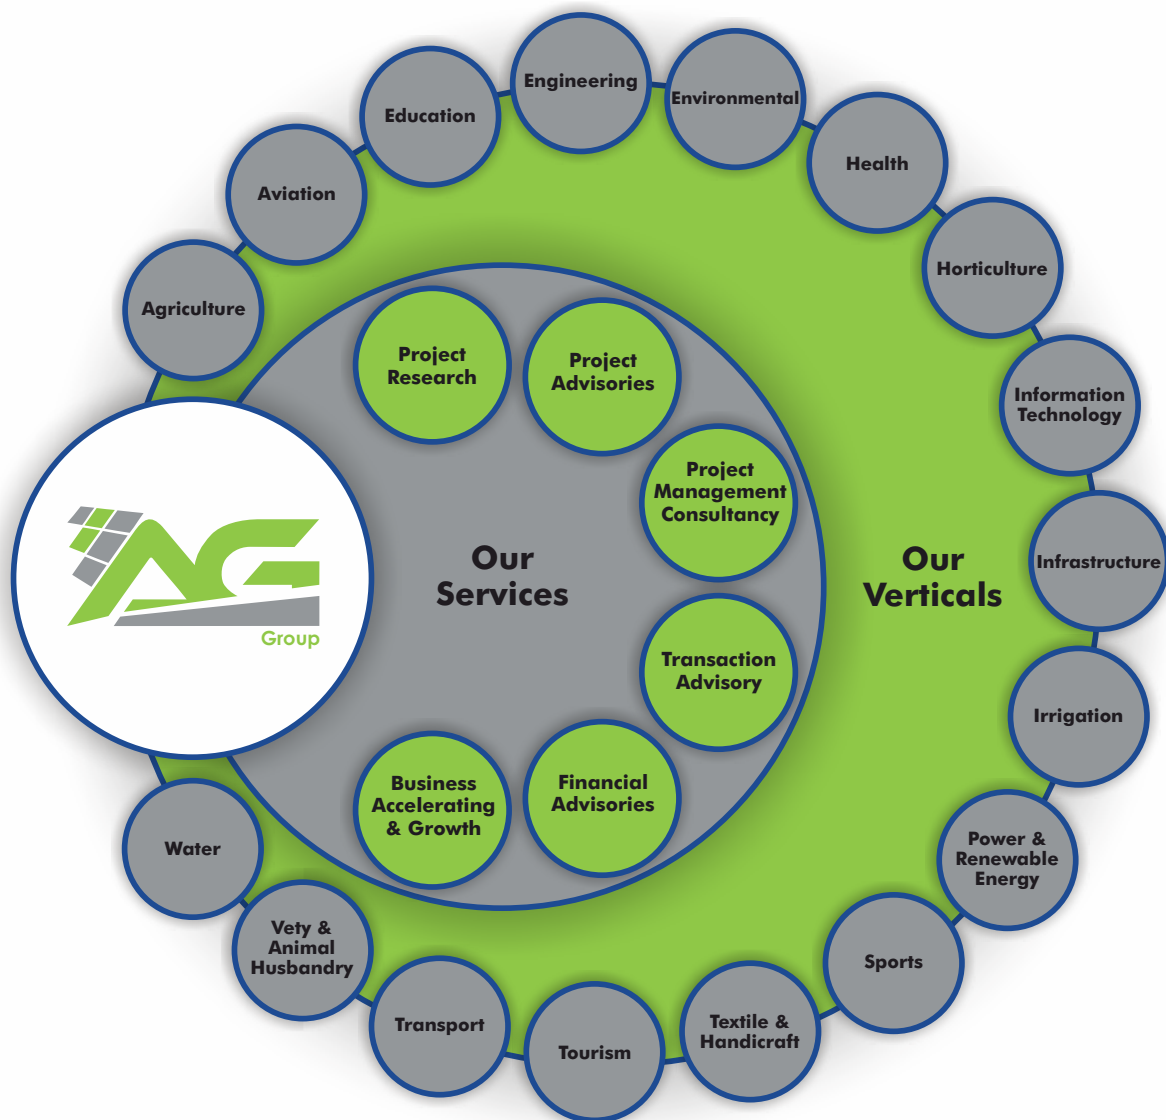 Engineering
Environmental
Education
Health
Aviation
Horticulture
Agriculture
Information
Technology
Infrastructure
Irrigation
Power &
Renewable
Energy
Sports
Textile &
Handicraft
Tourism
Transport
Vety &
Animal
Husbandry
Water
AG
Group
Our
Services
Project
Research
Project
Advisories
Project
Management
Consultancy
Transaction
Advisory
Financial
Advisories
Business
Accelerating
& Growth
Our
Verticals